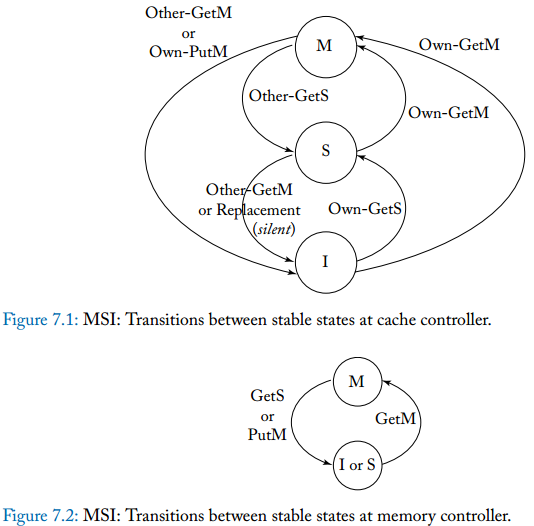 Other-GetM
or
Own-PutM
M
Own-GetM
Other-GetS
Own-GetM
S
Other-GetM
or Replacement
(silent)
Own-GetS
I
Figure 7.1: MSI: Transitions between stable states at cache controller.
M
GetS
or
PutM
GetM
I or S
Figure 7.2: MSI: Transitions between stable states at memory controller.